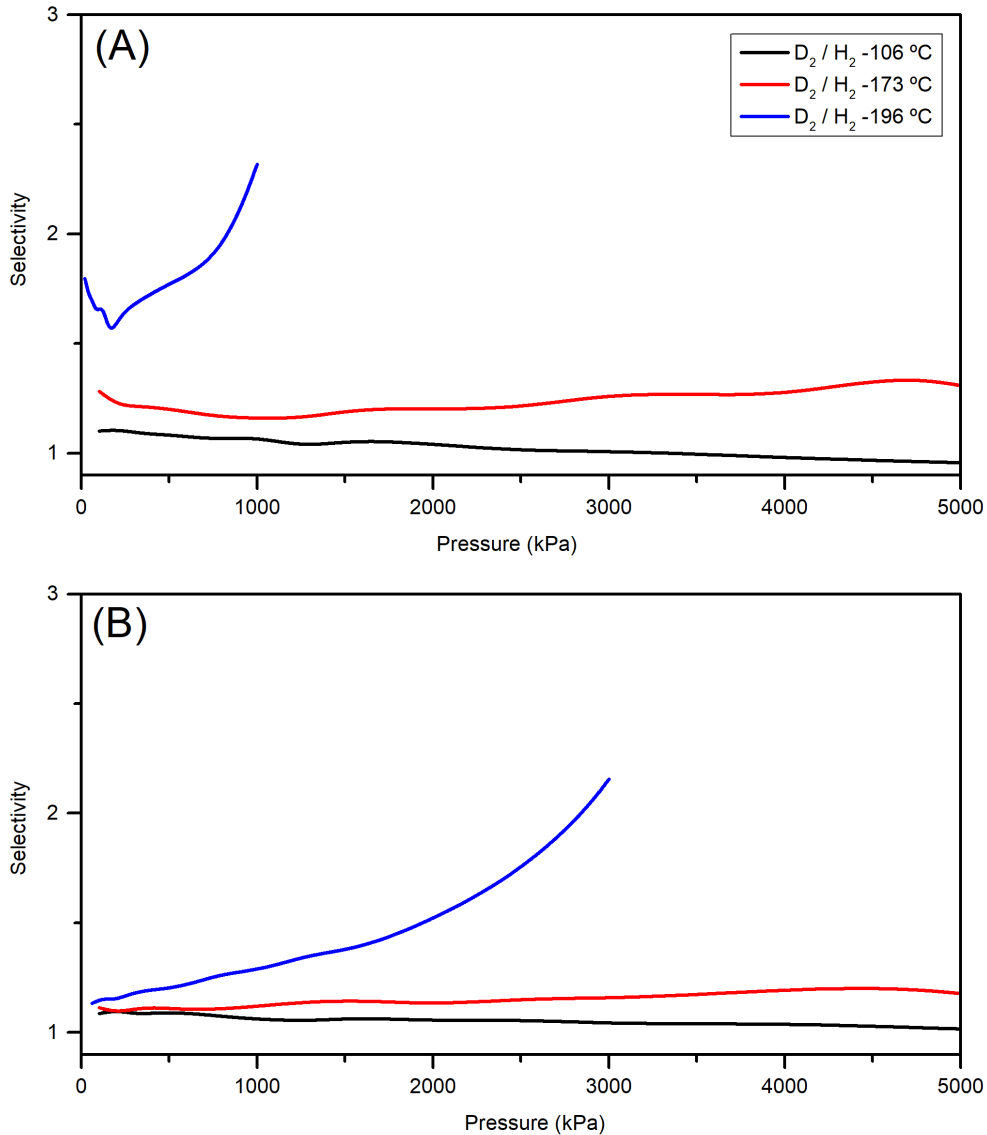 3
(A)
D₂ / H₂ -106 ºC
D₂ / H₂ -173 ºC
D₂ / H₂ -196 ºC
2
Selectivity
1
0 1000 2000 3000 4000 5000
Pressure (kPa)
3
(B)
2
Selectivity
1
0 1000 2000 3000 4000 5000
Pressure (kPa)